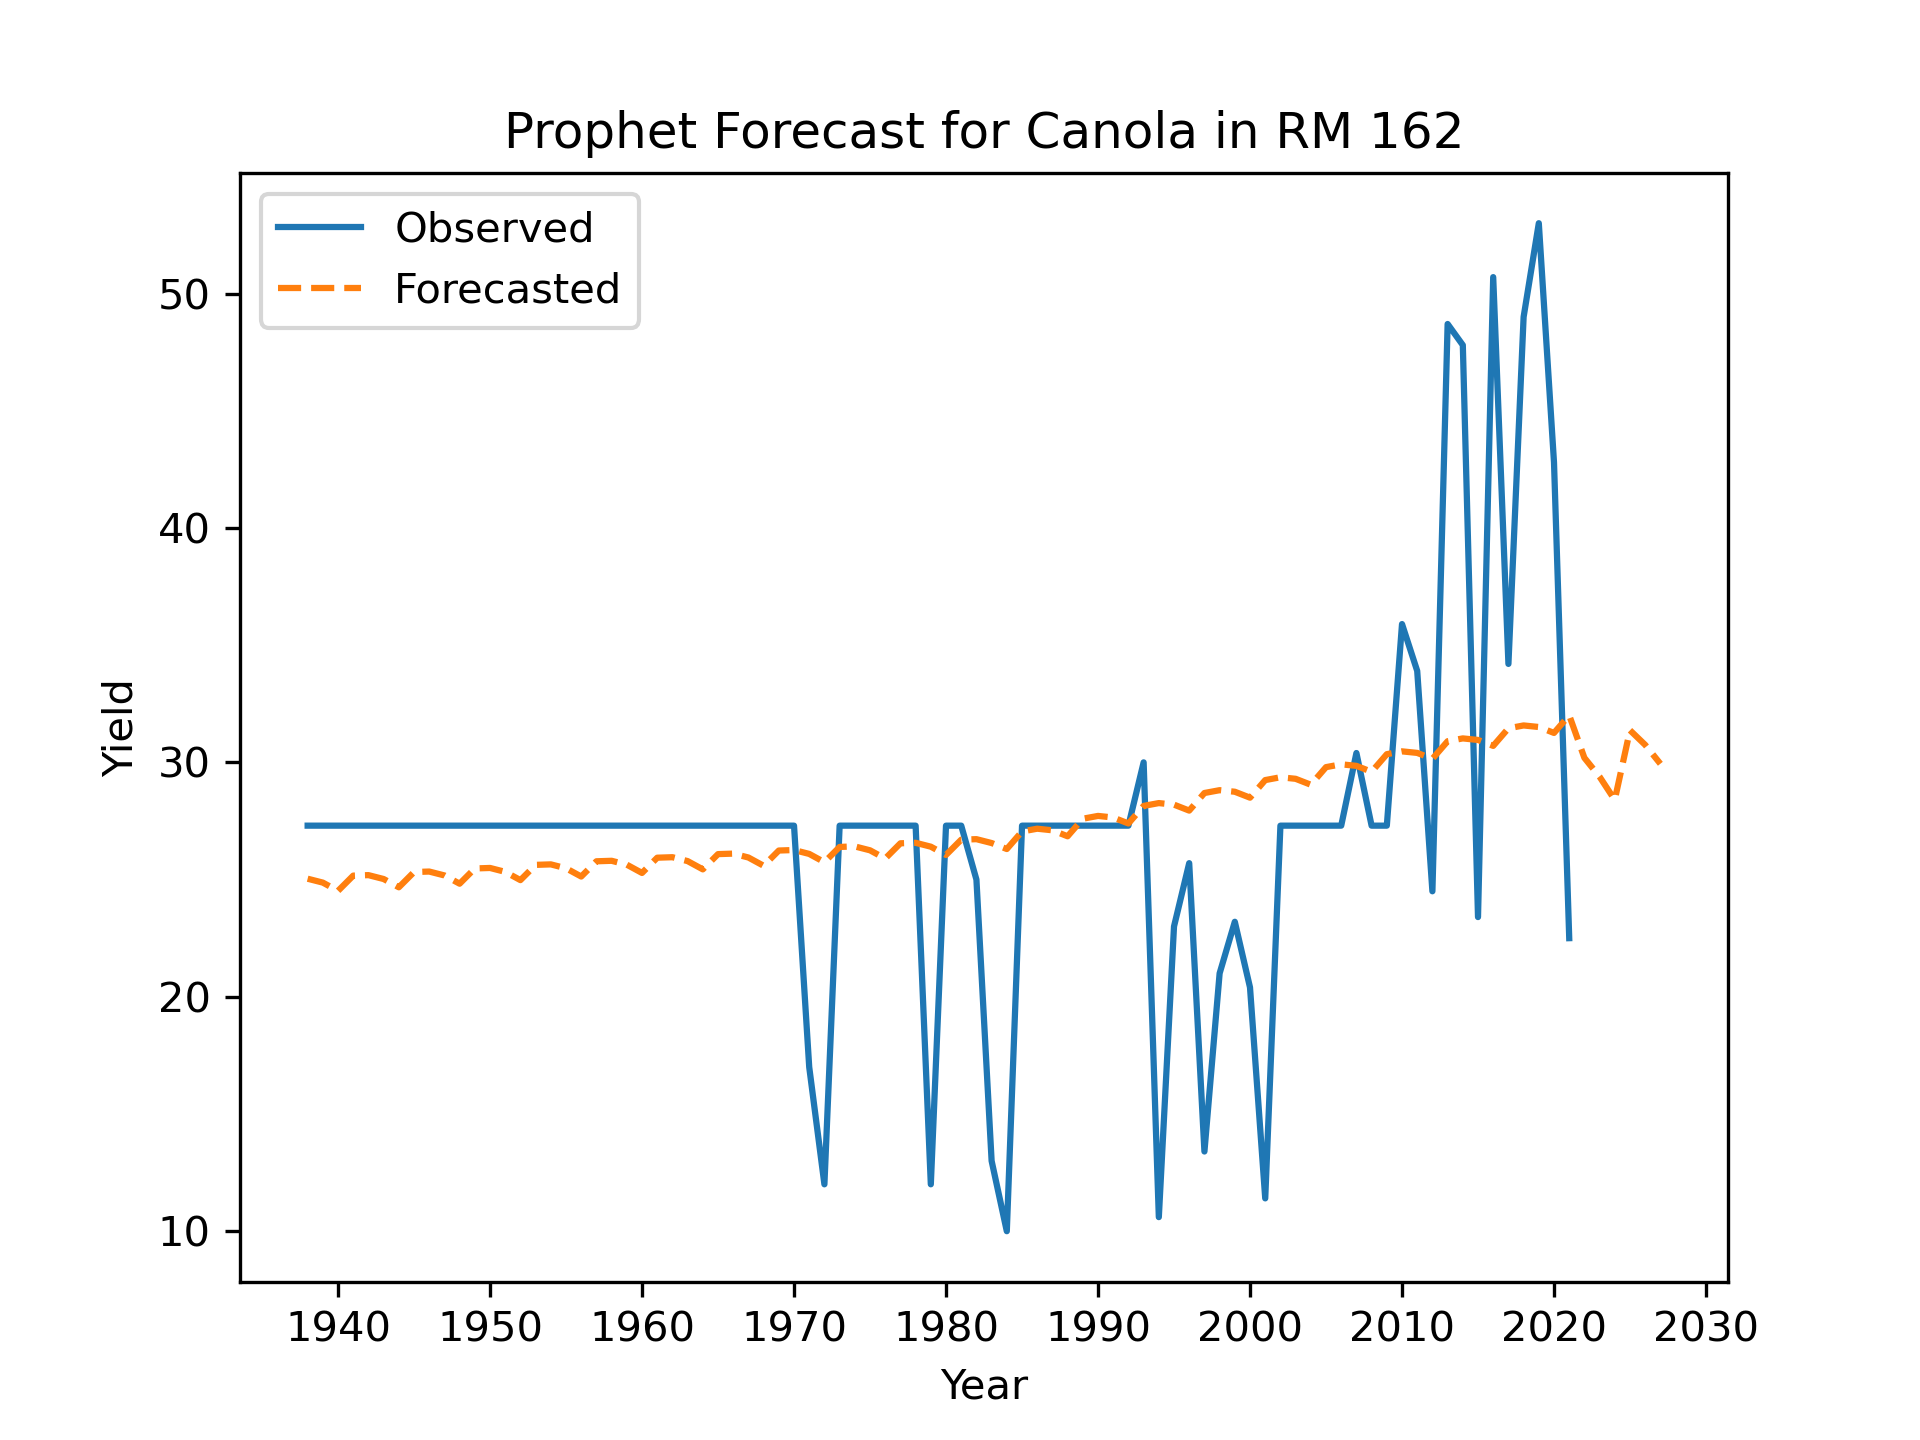 Prophet Forecast for Canola in RM 162
Observed
Forecasted
50
40
30
20
10
Yield
1940 1950 1960 1970 1980 1990 2000 2010 2020 2030
Year